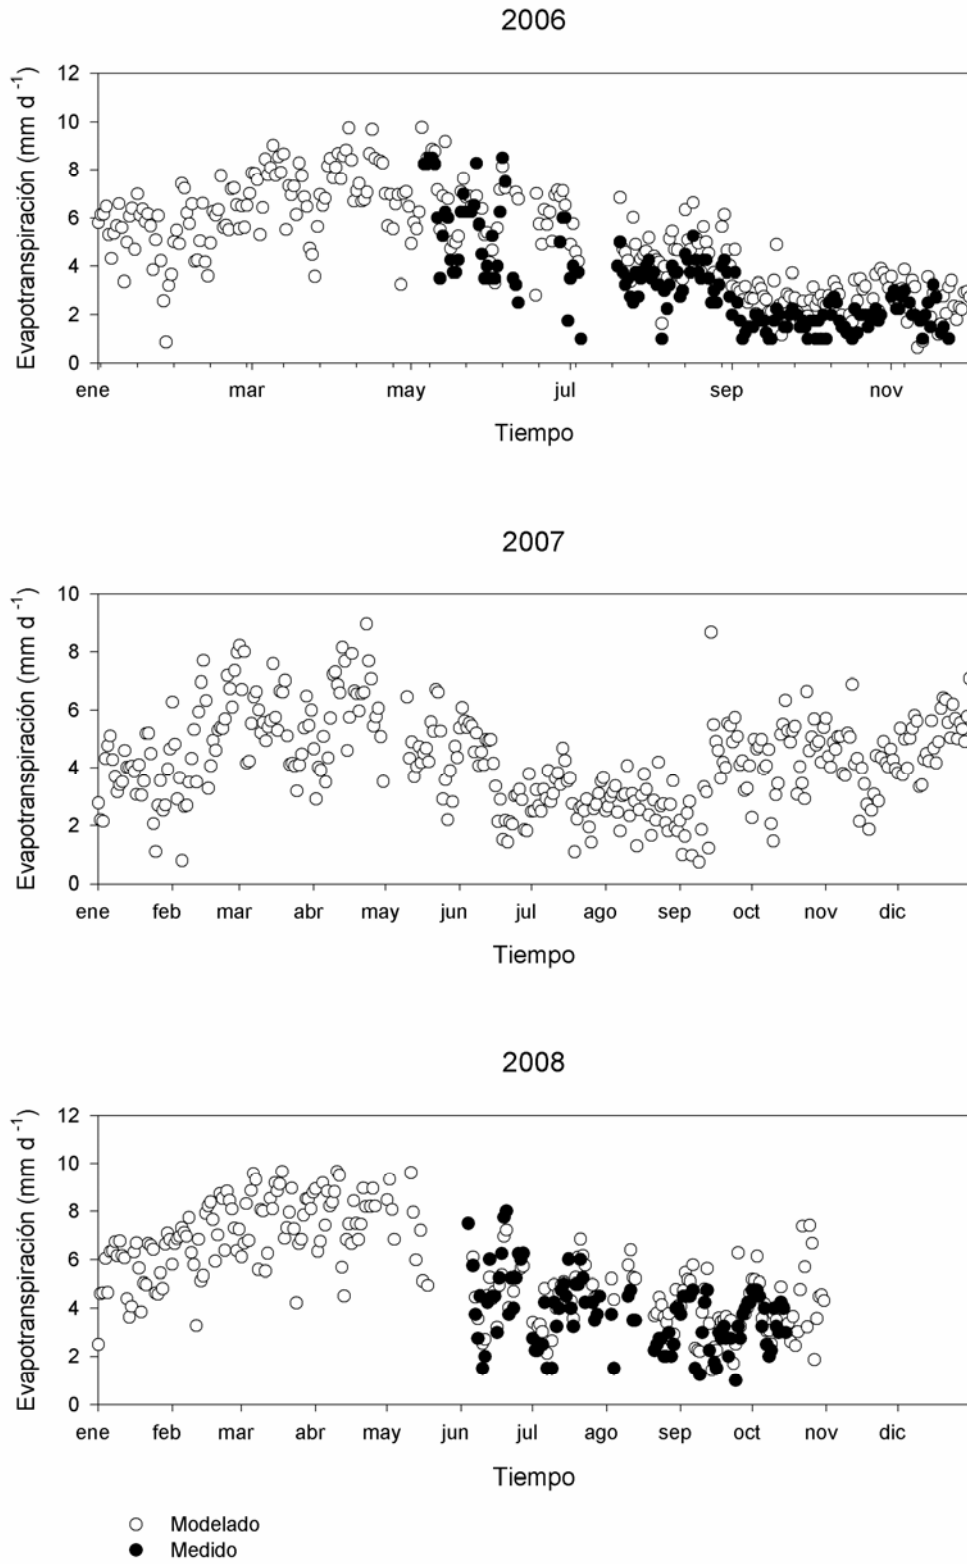 2006
Evapotranspiración (mm d -1)
12
10
8
6
4
2
0
ene mar may jul sep nov
Tiempo
2007
Evapotranspiración (mm d -1)
10
8
6
4
2
0
ene feb mar abr may jun jul ago sep oct nov dic
Tiempo
2008
Evapotranspiración (mm d -1)
12
10
8
6
4
2
0
ene feb mar abr may jun jul ago sep oct nov dic
Tiempo
Modelado
Medido